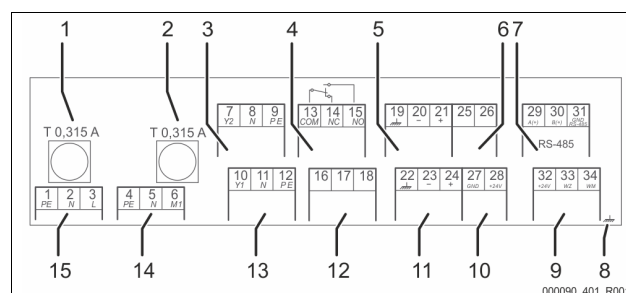 1 2 3 4 5 6 7
T 0,315 A T 0,315 A
7 8 9 13 14 15 19 20 21 25 26 29 30 31
Y2 N PE COM NC NO − + A(+) B(+) GND RS-485
RS-485
10 11 12 16 17 18 22 23 24 27 28 32 33 34
Y1 N PE − + GND +24V +24V WZ WM
1 2 3 4 5 6
PE N L PE N M1
15 14 13 12 11 10 9 8